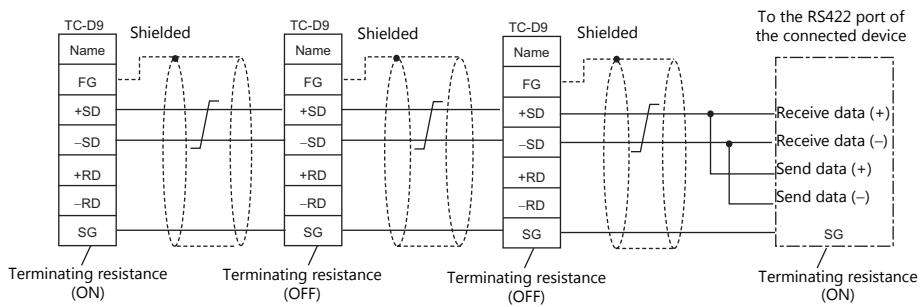 TC-D9
Name
FG
+SD
−SD
+RD
−RD
SG
Terminating resistance
(ON)
Shielded
TC-D9
Name
FG
+SD
−SD
+RD
−RD
SG
Terminating resistance
(OFF)
Shielded
TC-D9
Name
FG
+SD
−SD
+RD
−RD
SG
Terminating resistance
(OFF)
Shielded
To the RS422 port of
the connected device
Receive data (+)
Receive data (−)
Send data (+)
Send data (−)
SG
Terminating resistance
(ON)